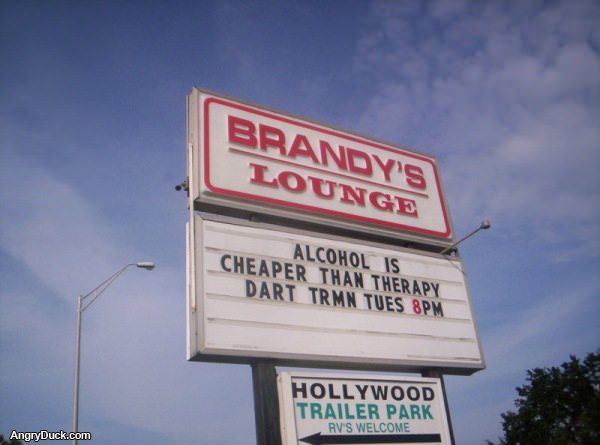 BRANDY'S
LOUNGE
ALCOHOL IS
CHEAPER THAN THERAPY
DART TRMN TUES 8PM
HOLLYWOOD
TRAILER PARK
RV'S WELCOME
AngryDuck.com